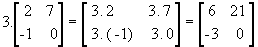 3. [ 2 7 ] = [ 3. 2 3. 7 ] = [ 6 21 ]
[ -1 0 ] [ 3. (-1) 3. 0 ] [ -3 0 ]